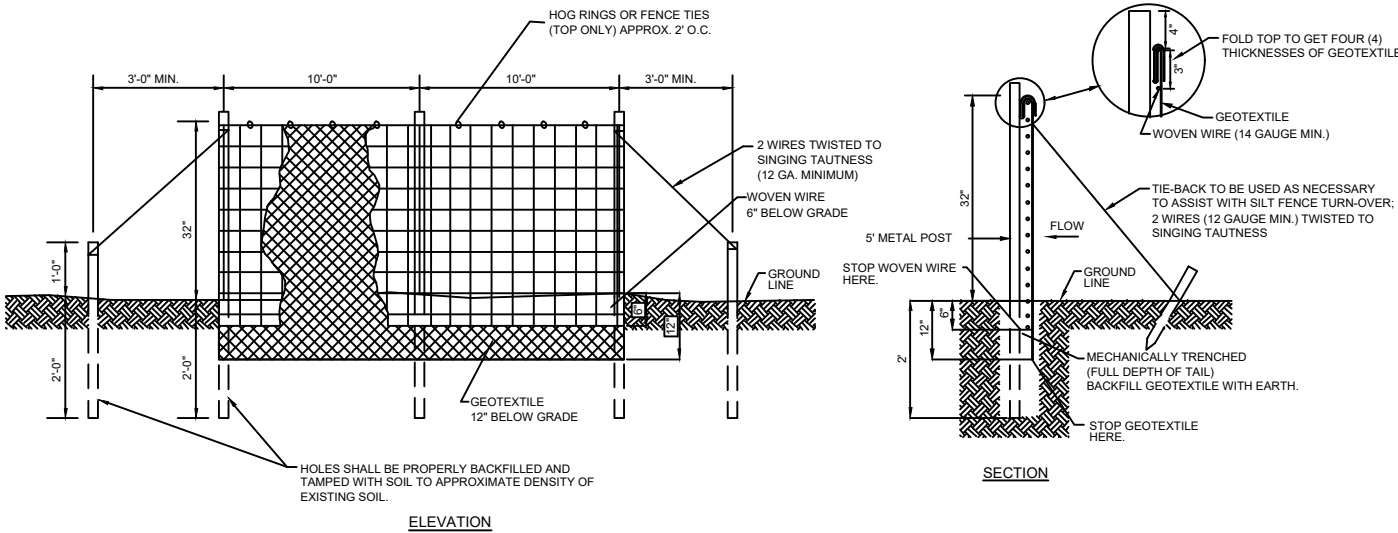 HOG RINGS OR FENCE TIES
(TOP ONLY) APPROX. 2' O.C.
3'-0" MIN.
10'-0"
10'-0"
3'-0" MIN.
2 WIRES TWISTED TO
SINGING TAUTNESS
(12 GA. MINIMUM)
WOVEN WIRE
6" BELOW GRADE
32"
1'-0"
GROUND
LINE
6"
12"
2'-0"
2'-0"
GEOTEXTILE
12" BELOW GRADE
HOLES SHALL BE PROPERLY BACKFILLED AND
TAMPED WITH SOIL TO APPROXIMATE DENSITY OF
EXISTING SOIL.
ELEVATION
4"
3"
FOLD TOP TO GET FOUR (4)
THICKNESSES OF GEOTEXTILE
GEOTEXTILE
WOVEN WIRE (14 GAUGE MIN.)
32"
TIE-BACK TO BE USED AS NECESSARY
TO ASSIST WITH SILT FENCE TURN-OVER;
2 WIRES (12 GAUGE MIN.) TWISTED TO
SINGING TAUTNESS
5' METAL POST
FLOW
STOP WOVEN WIRE
HERE.
GROUND
LINE
6"
12"
2'
MECHANICALLY TRENCHED
(FULL DEPTH OF TAIL)
BACKFILL GEOTEXTILE WITH EARTH.
STOP GEOTEXTILE
HERE.
SECTION